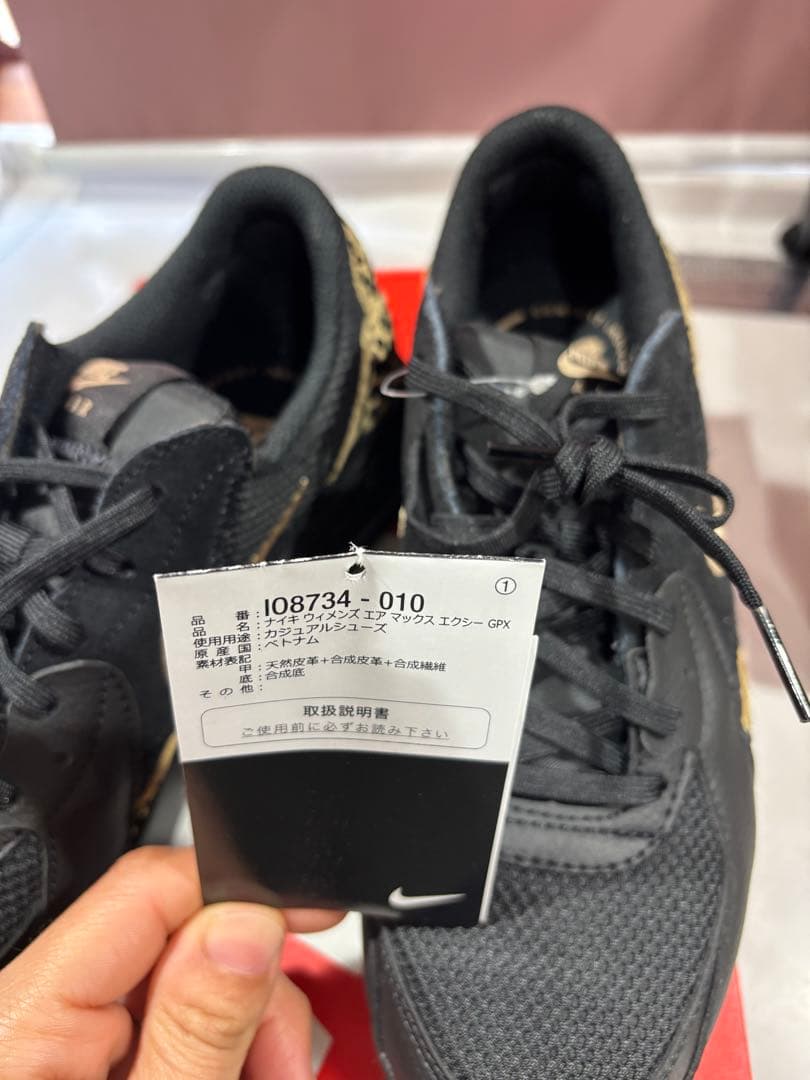 ①
品番：IO8734 - 010
品名：ナイキ ウィメンズ エア マックス エクシー GPX
使用用途：カジュアルシューズ
原産国：ベトナム
素材表記
甲：天然皮革+合成皮革+合成繊維
底：合成底
その他：
取扱説明書
ご使用前に必ずお読み下さい